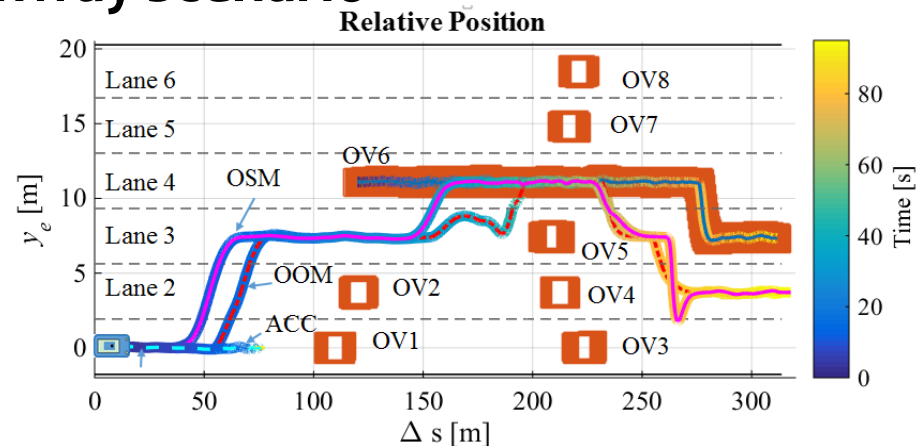 Relative Position
20
Lane 6
OV8
Lane 5
OV7
15
OV6
OSM
Lane 4
10
Lane 3
OV5
5
OOM
Lane 2
OV2
OV4
ACC
OV1
OV3
0
0 50 100 150 200 250 300
Δ s [m]
y_e [m]
80
60
40
20
0
Time [s]